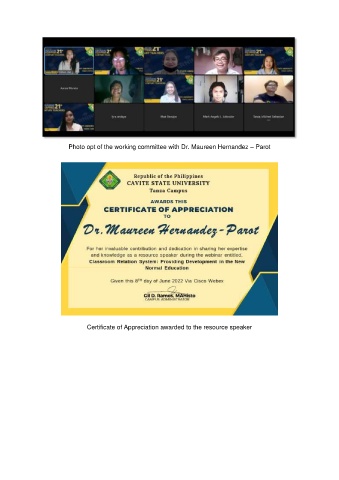 Photo opt of the working committee with Dr. Maureen Hernandez – Parot
Republic of the Philippines
CAVITE STATE UNIVERSITY
Tanza Campus
AWARDS THIS
CERTIFICATE OF APPRECIATION
TO
Dr. Maureen Hernandez-Parot
For her invaluable contribution and dedication in sharing her expertise
and knowledge as a resource speaker during the webinar entitled,
Classroom Relation System: Providing Development in the New
Normal Education
Given this 8th day of June 2022 Via Cisco Webex.
Gil D. Ramos, MAHisto
CAMPUS ADMINISTRATOR
Certificate of Appreciation awarded to the resource speaker